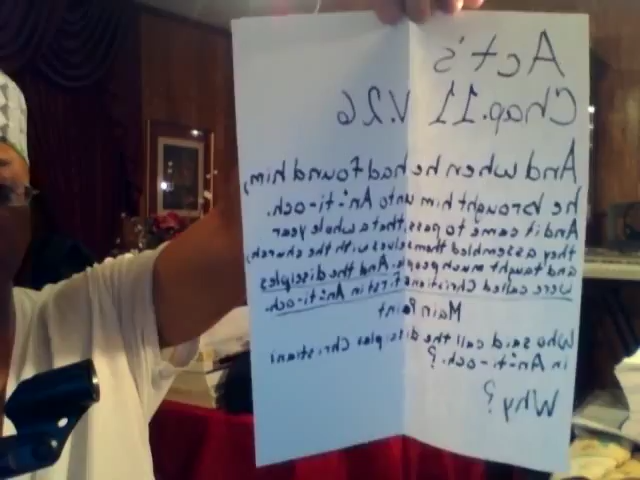 Act's
Chap.11 V.26
And when he had found him,
he brought him unto An-ti-och.
And it came to pass, that a whole year
they assembled themselves with the church,
and taught much people. And the disciples
were called Christians First in An-ti-och.
Main Point
Who said call the disciples Christians
in An-ti-och.?
Why?